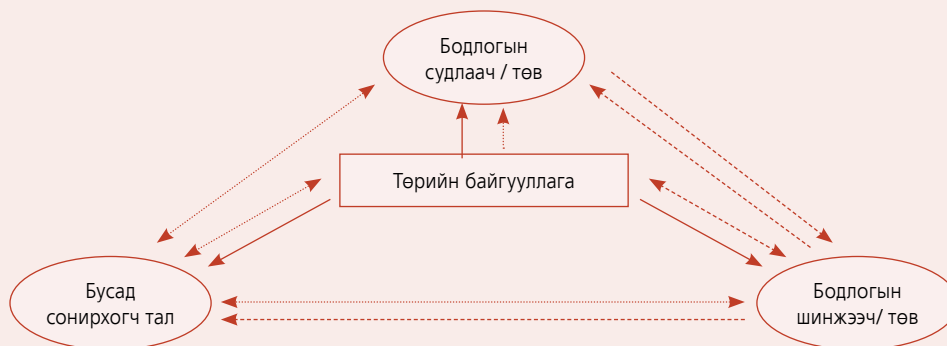 Бодлогын
судлаач / төв
Төрийн байгууллага
Бусад
сонирхогч тал
Бодлогын
шинжээч/ төв